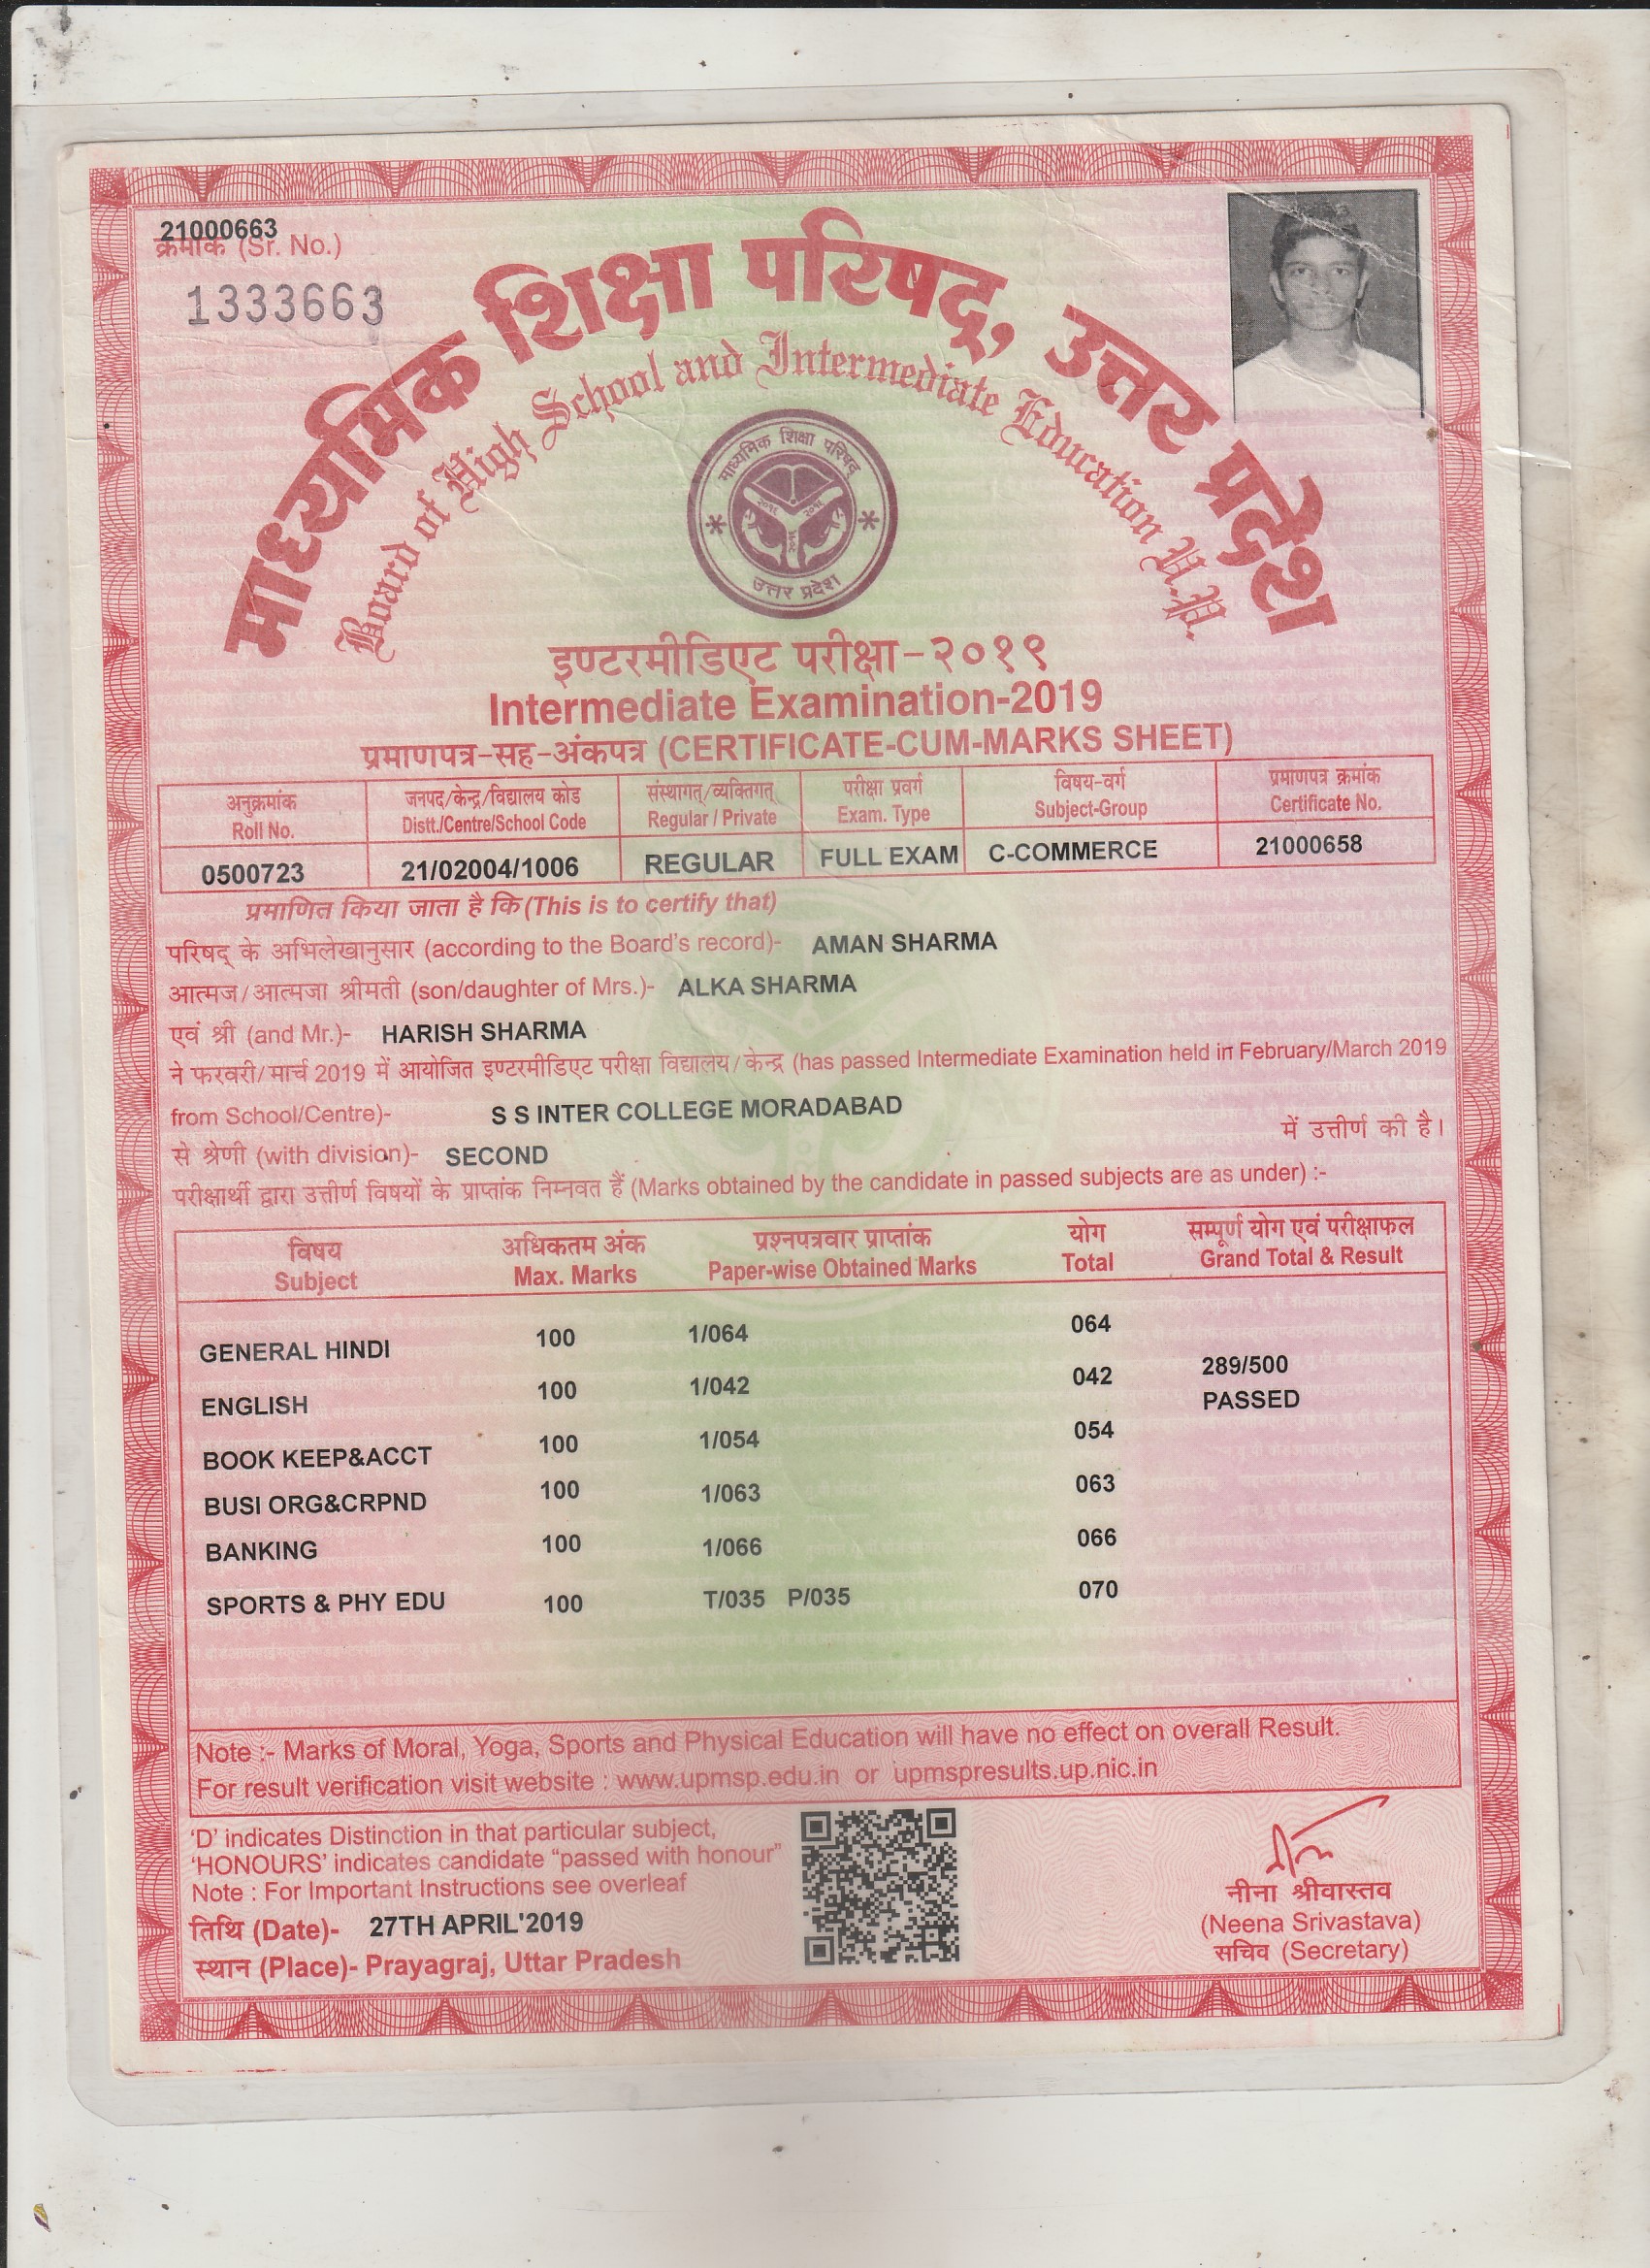 21000663
क्रमांक (Sr. No.)
1333663
माध्यमिक शिक्षा परिषद्, उत्तर प्रदेश
Board of High School and Intermediate Education U.P.
माध्यमिक शिक्षा परिषद्
उत्तर प्रदेश
इण्टरमीडिएट परीक्षा-२०१९
Intermediate Examination-2019
प्रमाणपत्र-सह-अंकपत्र (CERTIFICATE-CUM-MARKS SHEET)
अनुक्रमांक जनपद/केन्द्र/विद्यालय कोड संस्थागत्/व्यक्तिगत् परीक्षा प्रवर्ग विषय-वर्ग प्रमाणपत्र क्रमांक
Roll No. Distt./Centre/School Code Regular / Private Exam. Type Subject-Group Certificate No.
0500723 21/02004/1006 REGULAR FULL EXAM C-COMMERCE 21000658
प्रमाणित किया जाता है कि (This is to certify that)
परिषद् के अभिलेखानुसार (according to the Board's record)- AMAN SHARMA
आत्मज/आत्मजा श्रीमती (son/daughter of Mrs.)- ALKA SHARMA
एवं श्री (and Mr.)- HARISH SHARMA
ने फरवरी/मार्च 2019 में आयोजित इण्टरमीडिएट परीक्षा विद्यालय/केन्द्र (has passed Intermediate Examination held in February/March 2019
from School/Centre)- S S INTER COLLEGE MORADABAD
में उत्तीर्ण की है।
से श्रेणी (with division)- SECOND
परीक्षार्थी द्वारा उत्तीर्ण विषयों के प्राप्तांक निम्नवत हैं (Marks obtained by the candidate in passed subjects are as under) :-
विषय अधिकतम अंक प्रश्नपत्रवार प्राप्तांक योग सम्पूर्ण योग एवं परीक्षाफल
Subject Max. Marks Paper-wise Obtained Marks Total Grand Total & Result
GENERAL HINDI 100 1/064 064
289/500
ENGLISH 100 1/042 042
PASSED
BOOK KEEP&ACCT 100 1/054 054
BUSI ORG&CRPND 100 1/063 063
BANKING 100 1/066 066
SPORTS & PHY EDU 100 T/035 P/035 070
Note :- Marks of Moral, Yoga, Sports and Physical Education will have no effect on overall Result.
For result verification visit website : www.upmsp.edu.in or upmspresults.up.nic.in
'D' indicates Distinction in that particular subject,
'HONOURS' indicates candidate "passed with honour"
Note : For Important Instructions see overleaf
तिथि (Date)- 27TH APRIL'2019
स्थान (Place)- Prayagraj, Uttar Pradesh
नीना श्रीवास्तव
(Neena Srivastava)
सचिव (Secretary)